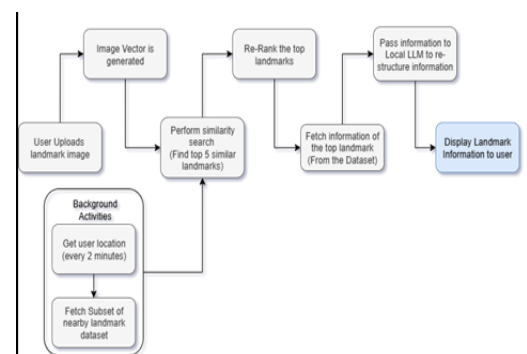 Image Vector is
generated
Re-Rank the top
landmarks
Pass information to
Local LLM to re-
structure information
User Uploads
landmark image
Perform similarity
search
(Find top 5 similar
landmarks)
Fetch information of
the top landmark
(From the Dataset)
Display Landmark
Information to user
Background
Activities
Get user location
(every 2 minutes)
Fetch Subset of
nearby landmark
dataset